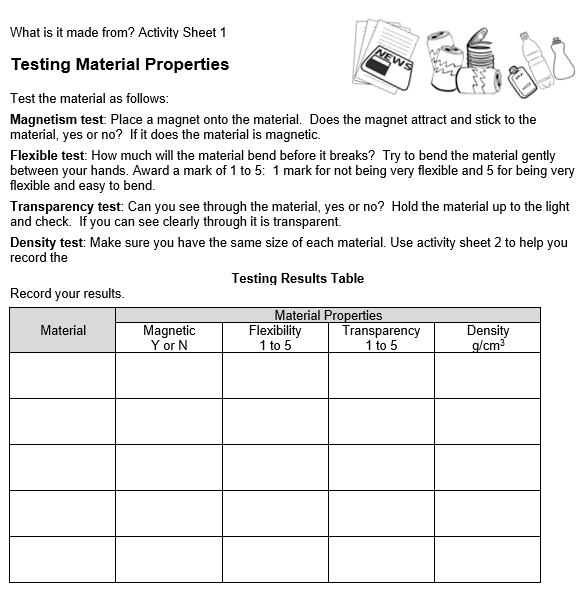 What is it made from? Activity Sheet 1
NEWS
Testing Material Properties
Test the material as follows:
Magnetism test: Place a magnet onto the material.  Does the magnet attract and stick to the
material, yes or no?  If it does the material is magnetic.
Flexible test: How much will the material bend before it breaks?  Try to bend the material gently
between your hands. Award a mark of 1 to 5:  1 mark for not being very flexible and 5 for being very
flexible and easy to bend.
Transparency test: Can you see through the material, yes or no?  Hold the material up to the light
and check.  If you can see clearly through it is transparent.
Density test: Make sure you have the same size of each material. Use activity sheet 2 to help you
record the
Testing Results Table
Record your results.
Material Properties
Material
Magnetic Flexibility Transparency Density
Y or N 1 to 5 1 to 5 g/cm³